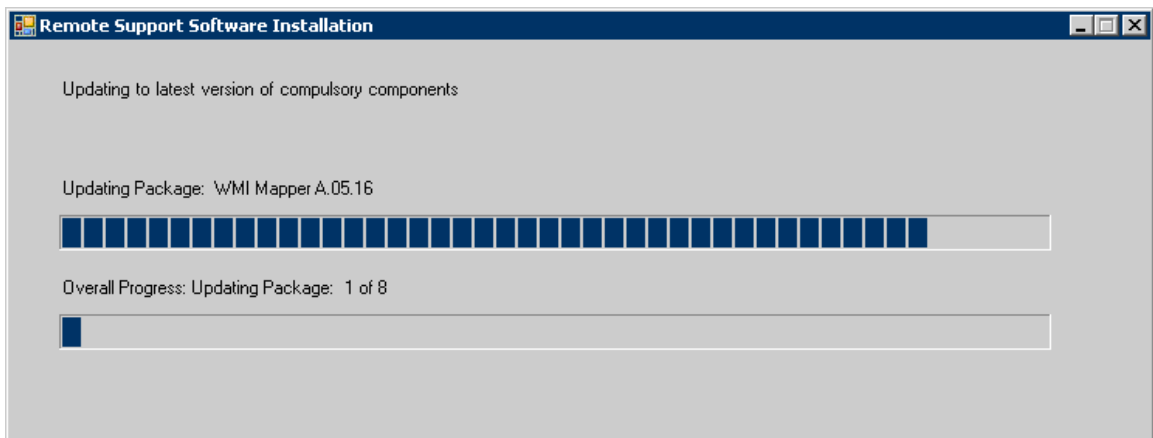 Remote Support Software Installation
Updating to latest version of compulsory components
Updating Package: WMI Mapper A.05.16
Overall Progress: Updating Package: 1 of 8